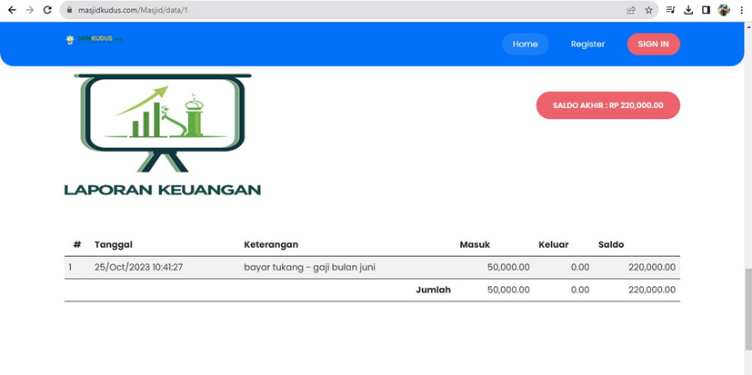 masjidkudus.com/Masjid/data/1
KUDUS
Home Register SIGN IN
SALDO AKHIR : RP 220,000.00
LAPORAN KEUANGAN
# Tanggal Keterangan Masuk Keluar Saldo
1 25/Oct/2023 10:41:27 bayar tukang - gaji bulan juni 50,000.00 0.00 220,000.00
Jumlah 50,000.00 0.00 220,000.00